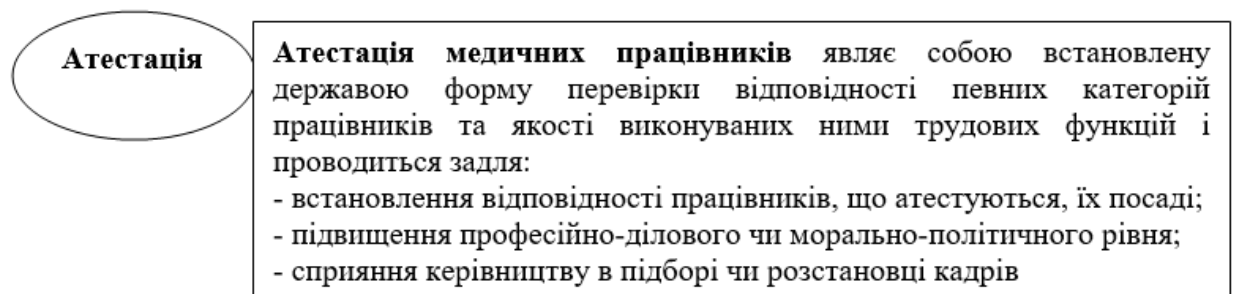 Атестація
Атестація медичних працівників являє собою встановлену
державою форму перевірки відповідності певних категорій
працівників та якості виконуваних ними трудових функцій і
проводиться задля:
- встановлення відповідності працівників, що атестуються, їх посаді;
- підвищення професійно-ділового чи морально-політичного рівня;
- сприяння керівництву в підборі чи розстановці кадрів